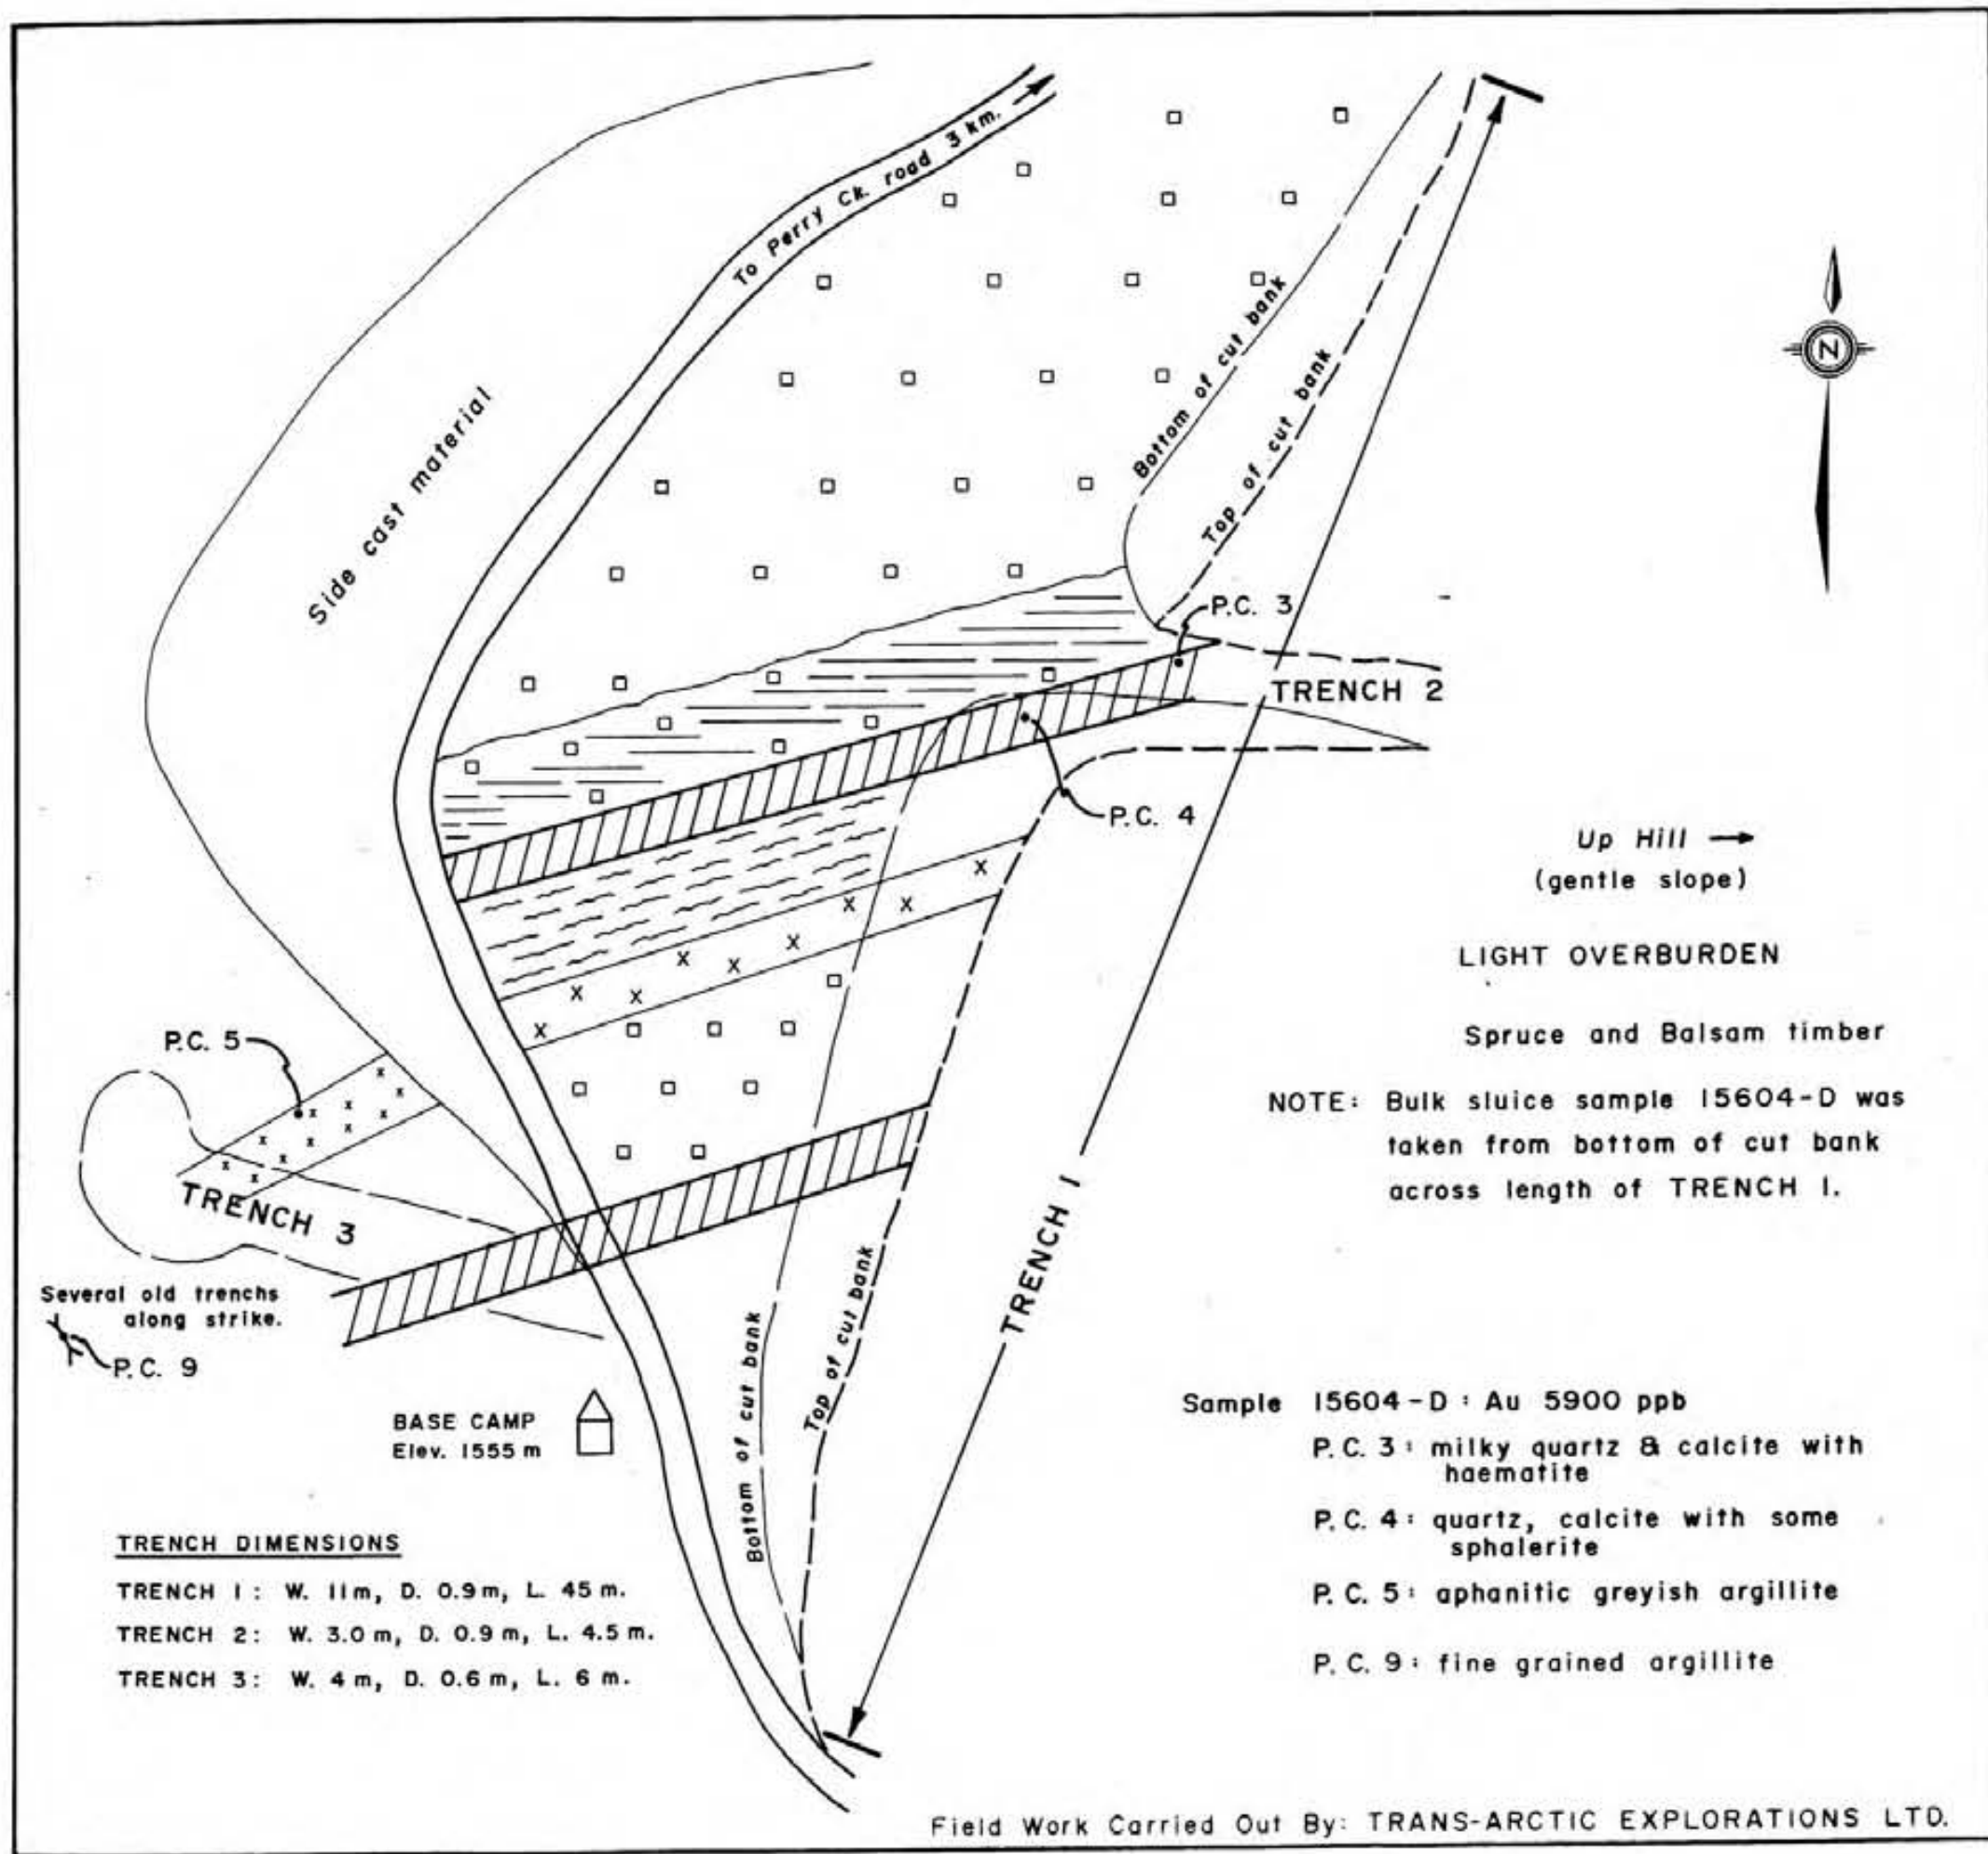 To Perry Ck. road 3 km.
Side cast material
Bottom of cut bank
Top of cut bank
N
P.C. 3
TRENCH 2
P.C. 4
Up Hill →
(gentle slope)
LIGHT OVERBURDEN
Spruce and Balsam timber
NOTE: Bulk sluice sample 15604-D was
taken from bottom of cut bank
across length of TRENCH 1.
P.C. 5
TRENCH 3
TRENCH 1
Several old trenchs
along strike.
P.C. 9
Bottom of cut bank
Top of cut bank
BASE CAMP
Elev. 1555 m
Sample 15604-D : Au 5900 ppb
P.C. 3 : milky quartz & calcite with
haematite
P.C. 4 : quartz, calcite with some
sphalerite
P.C. 5 : aphanitic greyish argillite
P.C. 9 : fine grained argillite
TRENCH DIMENSIONS
TRENCH 1 : W. 11 m, D. 0.9 m, L. 45 m.
TRENCH 2 : W. 3.0 m, D. 0.9 m, L. 4.5 m.
TRENCH 3 : W. 4 m, D. 0.6 m, L. 6 m.
Field Work Carried Out By: TRANS-ARCTIC EXPLORATIONS LTD.